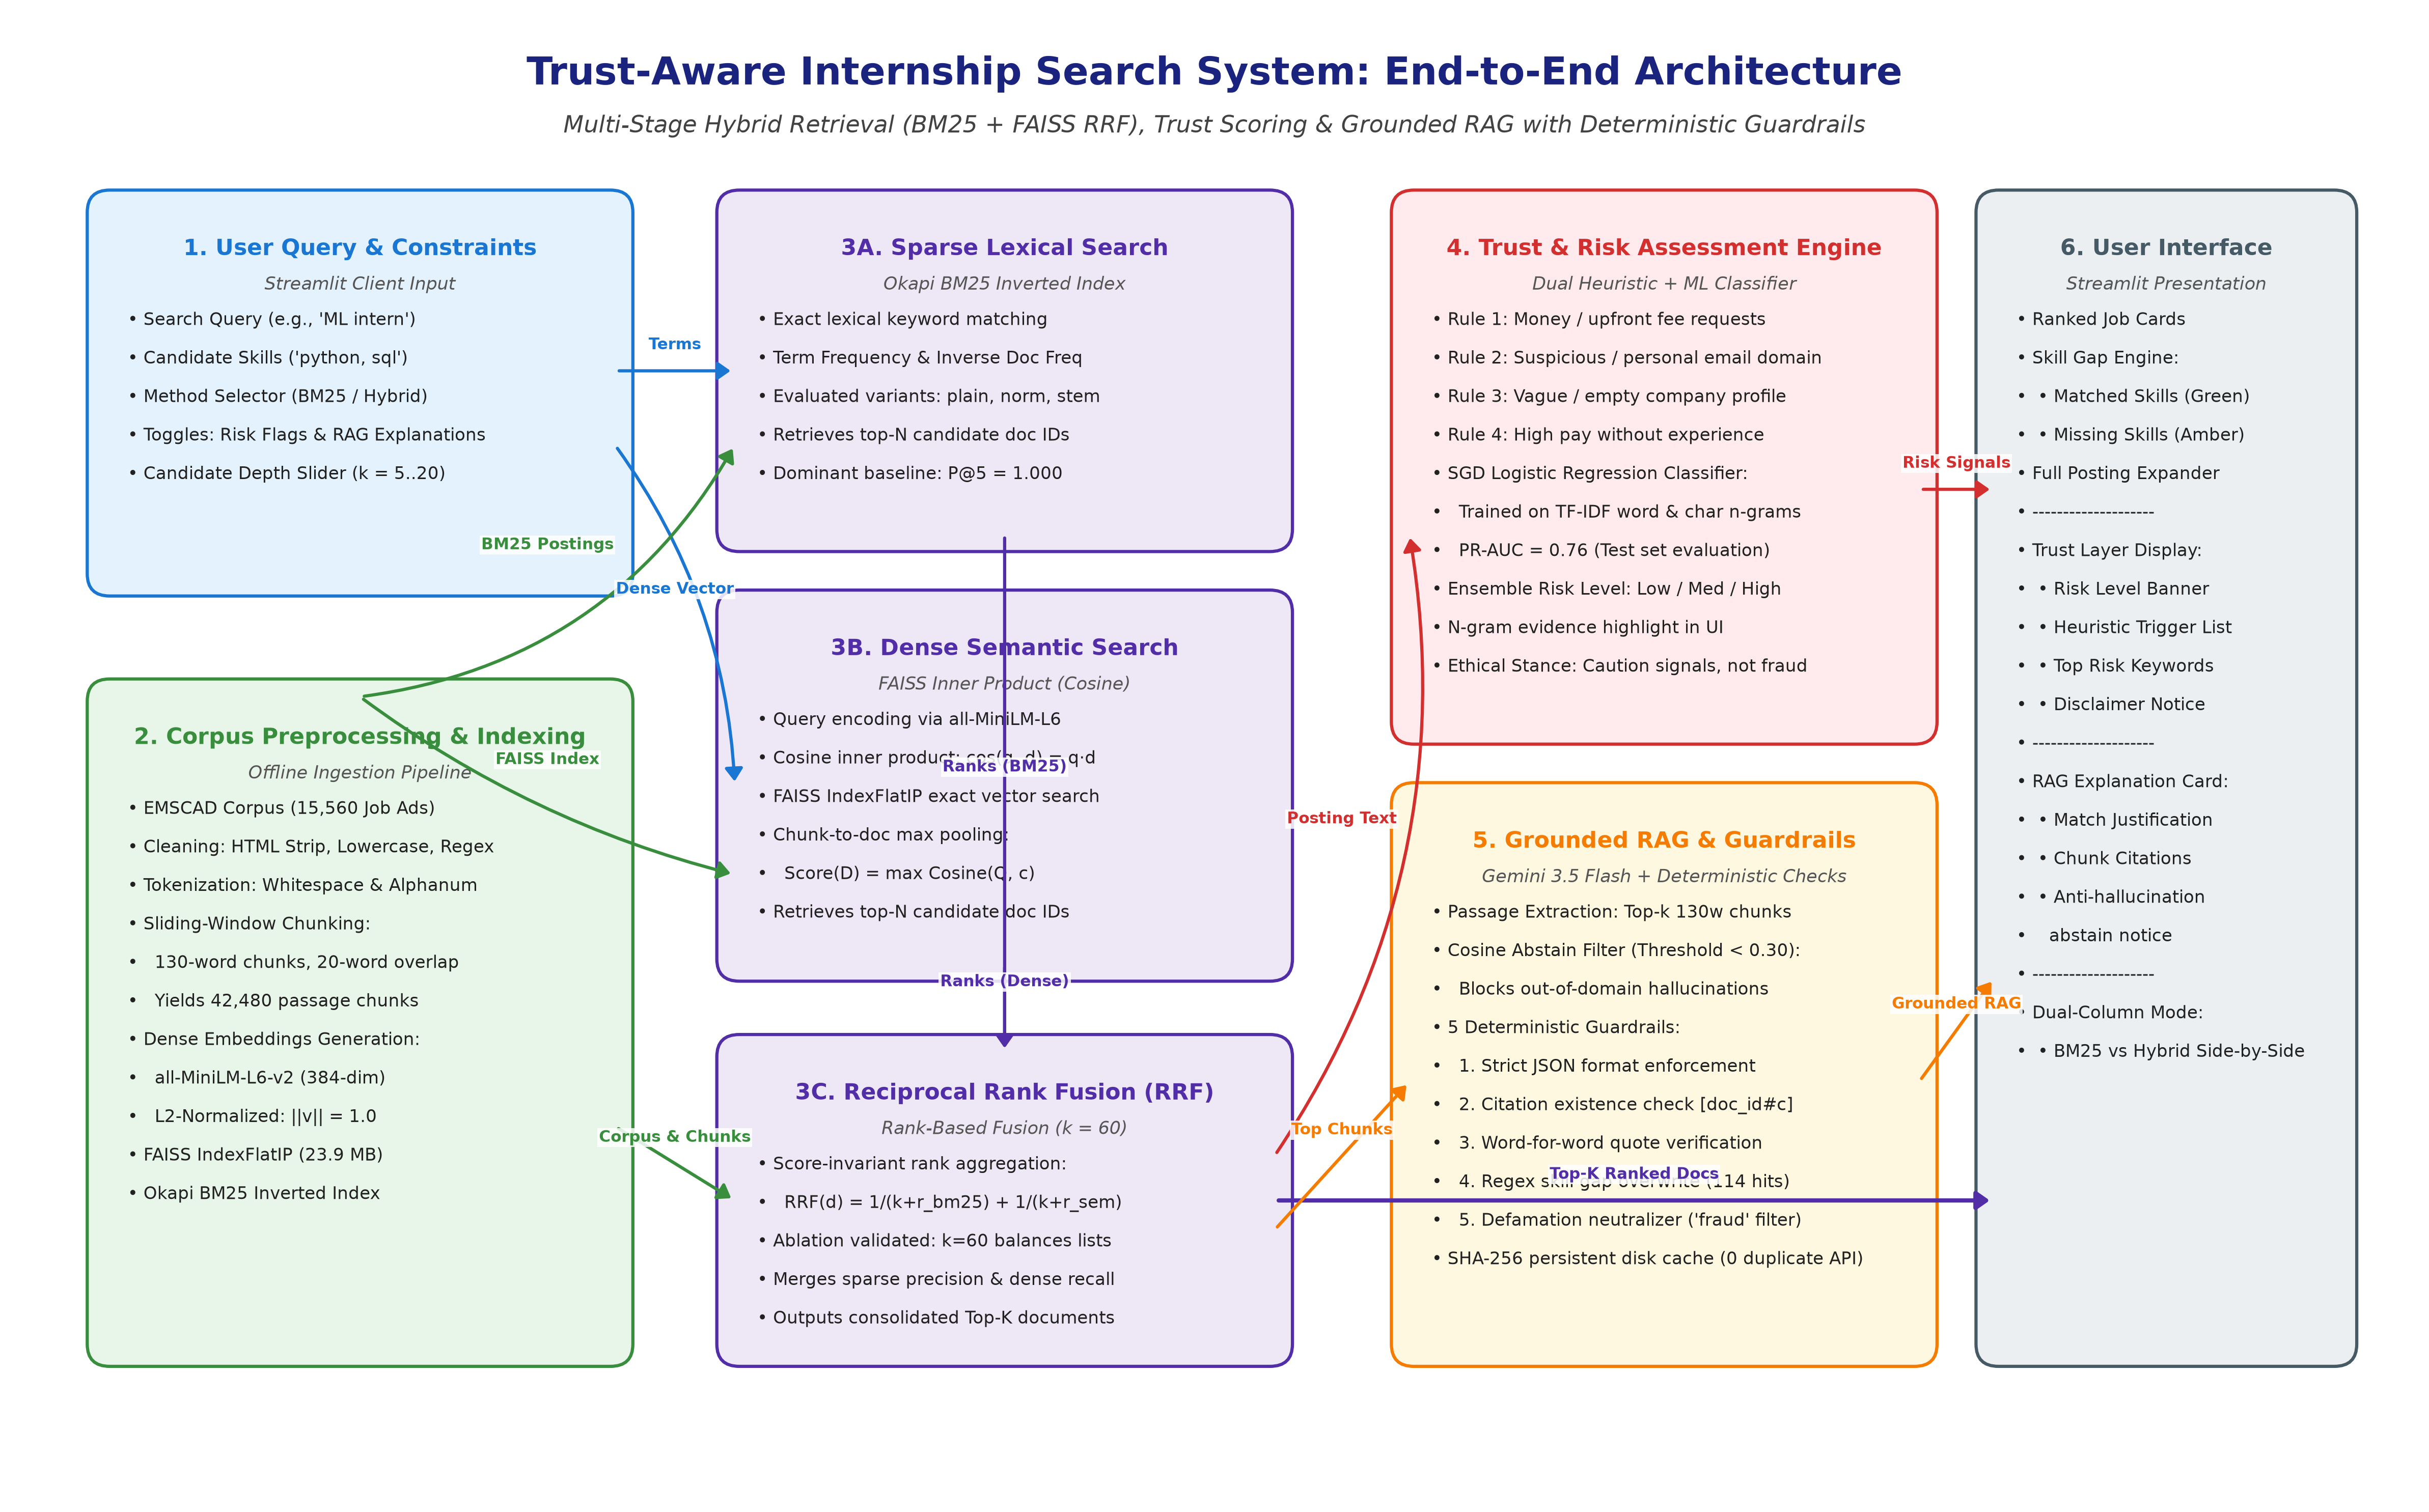 Trust-Aware Internship Search System: End-to-End Architecture
Multi-Stage Hybrid Retrieval (BM25 + FAISS RRF), Trust Scoring & Grounded RAG with Deterministic Guardrails
1. User Query & Constraints
Streamlit Client Input
• Search Query (e.g., 'ML intern')
• Candidate Skills ('python, sql')
• Method Selector (BM25 / Hybrid)
• Toggles: Risk Flags & RAG Explanations
• Candidate Depth Slider (k = 5..20)
Terms
BM25 Postings
Dense Vector
2. Corpus Preprocessing & Indexing
Offline Ingestion Pipeline
FAISS Index
• EMSCAD Corpus (15,560 Job Ads)
• Cleaning: HTML Strip, Lowercase, Regex
• Tokenization: Whitespace & Alphanum
• Sliding-Window Chunking:
• 130-word chunks, 20-word overlap
• Yields 42,480 passage chunks
• Dense Embeddings Generation:
• all-MiniLM-L6-v2 (384-dim)
• L2-Normalized: ||v|| = 1.0
• FAISS IndexFlatIP (23.9 MB)
• Okapi BM25 Inverted Index
Corpus & Chunks
3A. Sparse Lexical Search
Okapi BM25 Inverted Index
• Exact lexical keyword matching
• Term Frequency & Inverse Doc Freq
• Evaluated variants: plain, norm, stem
• Retrieves top-N candidate doc IDs
• Dominant baseline: P@5 = 1.000
3B. Dense Semantic Search
FAISS Inner Product (Cosine)
• Query encoding via all-MiniLM-L6
• Cosine inner product: cos(q, d) = q·d
Ranks (BM25)
• FAISS IndexFlatIP exact vector search
• Chunk-to-doc max pooling:
• Score(D) = max Cosine(Q, c)
• Retrieves top-N candidate doc IDs
Ranks (Dense)
3C. Reciprocal Rank Fusion (RRF)
Rank-Based Fusion (k = 60)
• Score-invariant rank aggregation:
• RRF(d) = 1/(k+r_bm25) + 1/(k+r_sem)
• Ablation validated: k=60 balances lists
• Merges sparse precision & dense recall
• Outputs consolidated Top-K documents
Posting Text
Top Chunks
4. Trust & Risk Assessment Engine
Dual Heuristic + ML Classifier
• Rule 1: Money / upfront fee requests
• Rule 2: Suspicious / personal email domain
• Rule 3: Vague / empty company profile
• Rule 4: High pay without experience
• SGD Logistic Regression Classifier:
• Trained on TF-IDF word & char n-grams
• PR-AUC = 0.76 (Test set evaluation)
• Ensemble Risk Level: Low / Med / High
• N-gram evidence highlight in UI
• Ethical Stance: Caution signals, not fraud
Risk Signals
5. Grounded RAG & Guardrails
Gemini 3.5 Flash + Deterministic Checks
• Passage Extraction: Top-k 130w chunks
• Cosine Abstain Filter (Threshold < 0.30):
• Blocks out-of-domain hallucinations
• 5 Deterministic Guardrails:
• 1. Strict JSON format enforcement
• 2. Citation existence check [doc_id#c]
• 3. Word-for-word quote verification
Top-K Ranked Docs
• 4. Regex skill gap overwrite (114 hits)
• 5. Defamation neutralizer ('fraud' filter)
• SHA-256 persistent disk cache (0 duplicate API)
Grounded RAG
6. User Interface
Streamlit Presentation
• Ranked Job Cards
• Skill Gap Engine:
• • Matched Skills (Green)
• • Missing Skills (Amber)
• Full Posting Expander
• --------------------
• Trust Layer Display:
• • Risk Level Banner
• • Heuristic Trigger List
• • Top Risk Keywords
• • Disclaimer Notice
• --------------------
• RAG Explanation Card:
• • Match Justification
• • Chunk Citations
• • Anti-hallucination
• abstain notice
• --------------------
• Dual-Column Mode:
• • BM25 vs Hybrid Side-by-Side